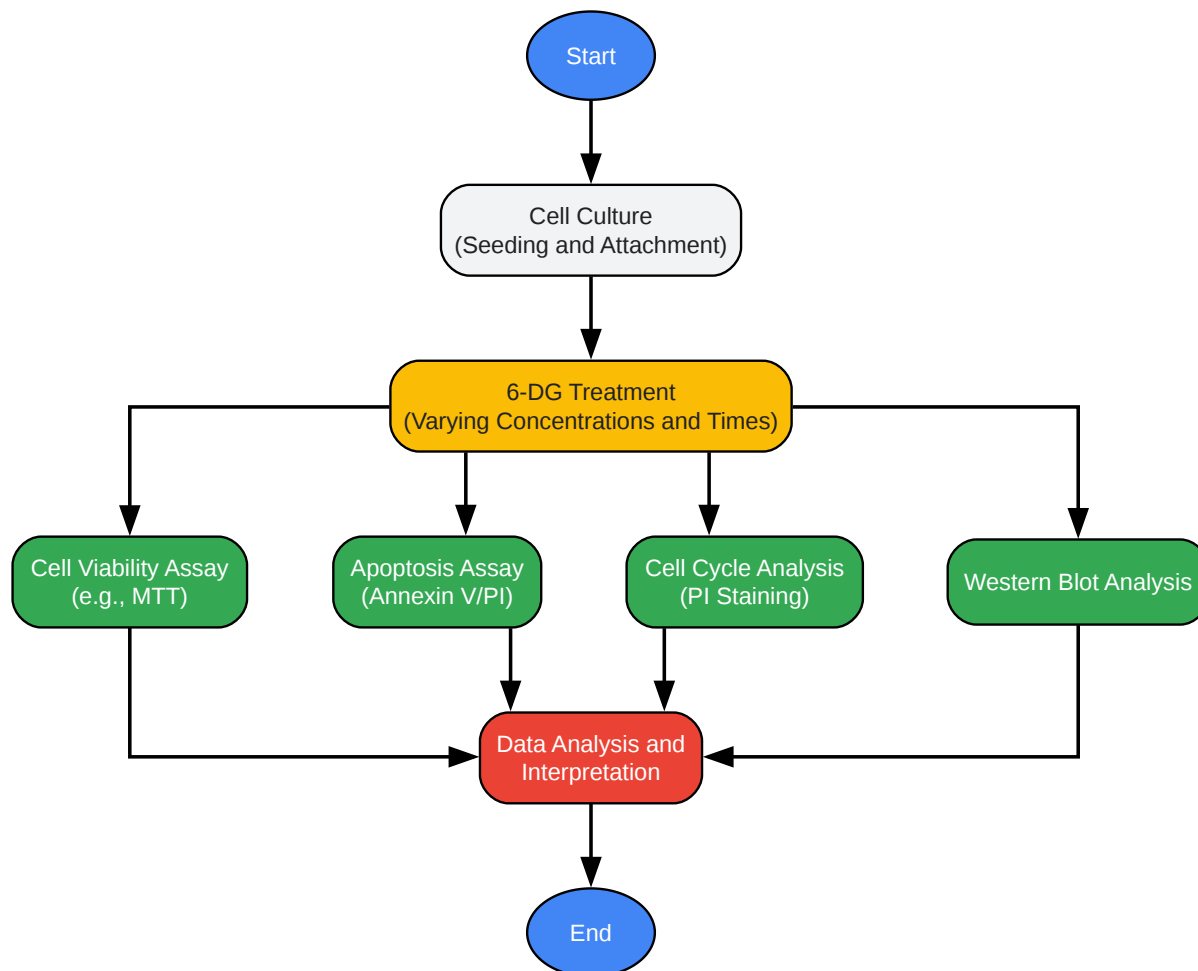 Start
Cell Culture
(Seeding and Attachment)
6-DG Treatment
(Varying Concentrations and Times)
Cell Viability Assay
(e.g., MTT)
Apoptosis Assay
(Annexin V/PI)
Cell Cycle Analysis
(PI Staining)
Western Blot Analysis
Data Analysis and
Interpretation
End